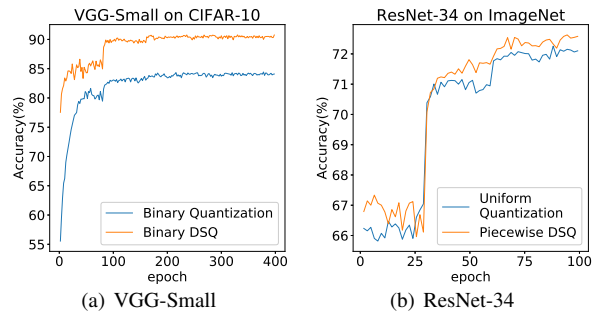 VGG-Small on CIFAR-10
Accuracy(%)
90
85
80
75
70
65
60
55
0
100
200
300
400
epoch
Binary Quantization
Binary DSQ
(a) VGG-Small
ResNet-34 on ImageNet
Accuracy(%)
72
71
70
69
68
67
66
0
25
50
75
100
epoch
Uniform
Quantization
Piecewise DSQ
(b) ResNet-34